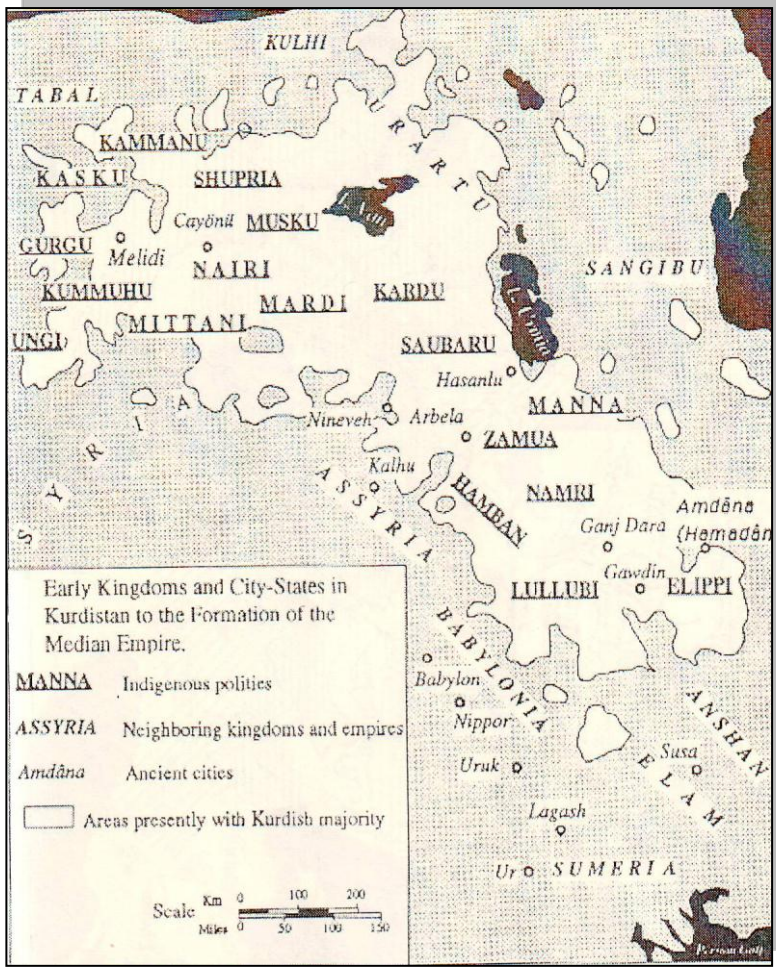 KULHI
TABAL
URARTU
KAMMANU
KASKU
SHUPRIA
L. Van
Cayönü
MUSKU
GURGU
Melidi
NAIRI
SANGIBU
KUMMUHU
MARDI
KARDU
MITTANI
UNGI
SAUBARU
L. Urmia
Hasanlu
MANNA
SYRIA
Nineveh
Arbela
ZAMUA
Kalhu
ASSYRIA
HAMBAN
NAMRI
Amdâna
(Hamadân
Ganj Dara
Gawdin
LULLUBI
ELIPPI
BABYLONIA
Babylon
Nippor
ANSHAN
Susa
Uruk
ELAM
Lagash
Ur
SUMERIA
Persian Gulf
Early Kingdoms and City-States in
Kurdistan to the Formation of the
Median Empire.
MANNA Indigenous polities
ASSYRIA Neighboring kingdoms and empires
Amdâna Ancient cities
Areas presently with Kurdish majority
Scale Km 0 100 200
Miles 0 50 100 150